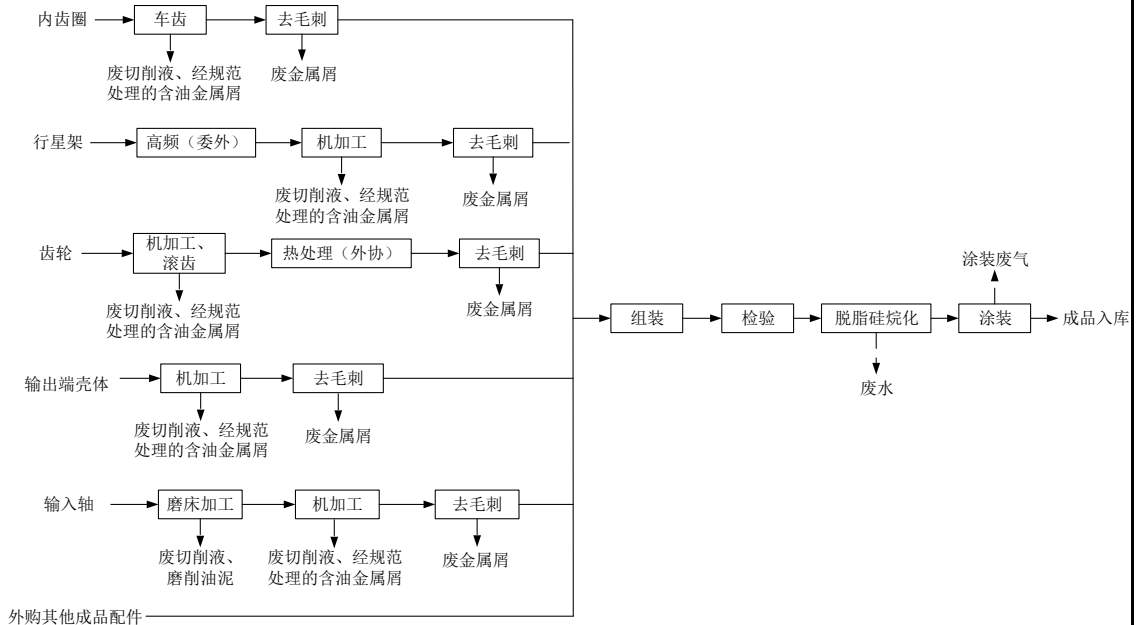 内齿圈
车齿
去毛刺
废切削液、经规范
处理的含油金属屑
废金属屑
行星架
高频（委外）
机加工
去毛刺
废切削液、经规范
处理的含油金属屑
废金属屑
齿轮
机加工、
滚齿
热处理（外协）
去毛刺
废切削液、经规范
处理的含油金属屑
废金属屑
输出端壳体
机加工
去毛刺
废切削液、经规范
处理的含油金属屑
废金属屑
输入轴
磨床加工
机加工
去毛刺
废切削液、
磨削油泥
废切削液、经规范
处理的含油金属屑
废金属屑
外购其他成品配件
组装
检验
脱脂硅烷化
涂装
成品入库
涂装废气
废水